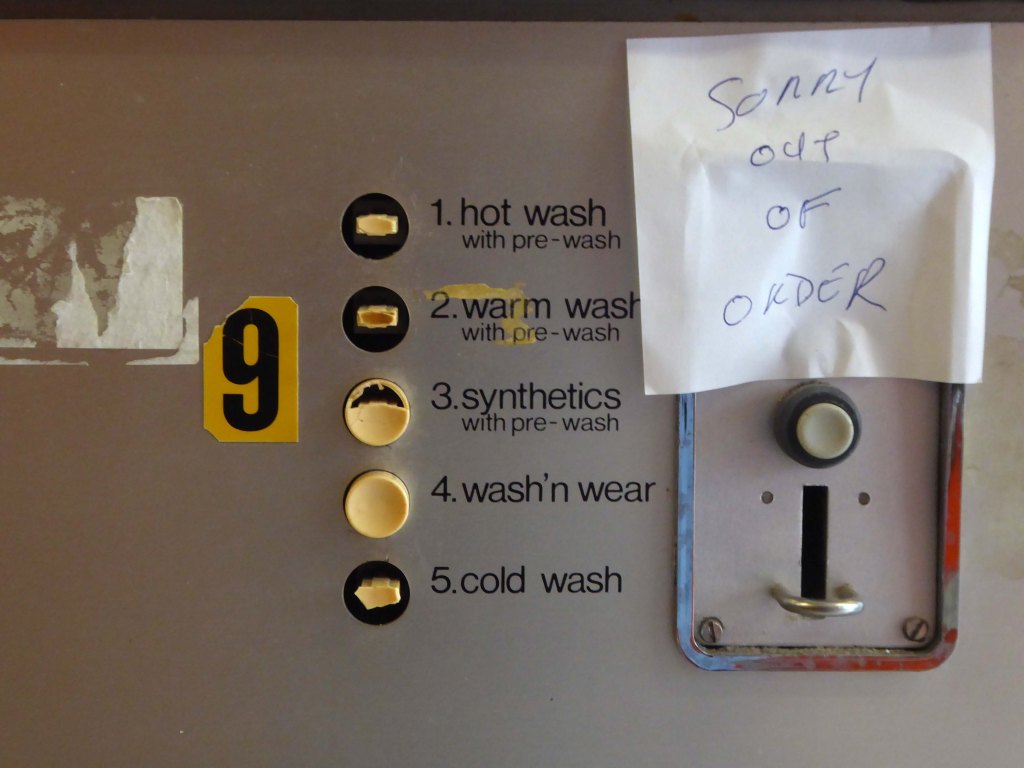 SORRY
OUT
OF
ORDER
1. hot wash
with pre-wash
2. warm wash
with pre-wash
9
3. synthetics
with pre-wash
4. wash'n wear
5. cold wash